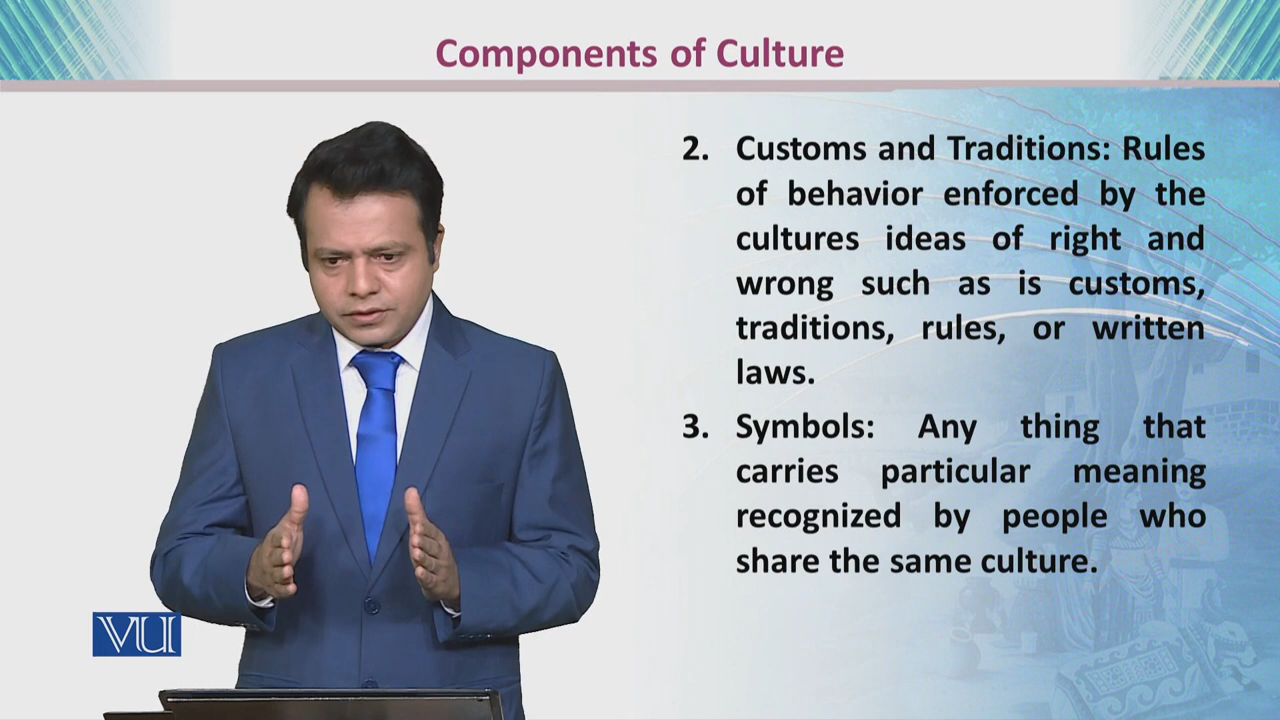 Components of Culture
2. Customs and Traditions: Rules
of behavior enforced by the
cultures ideas of right and
wrong such as is customs,
traditions, rules, or written
laws.
3. Symbols: Any thing that
carries particular meaning
recognized by people who
share the same culture.
VU